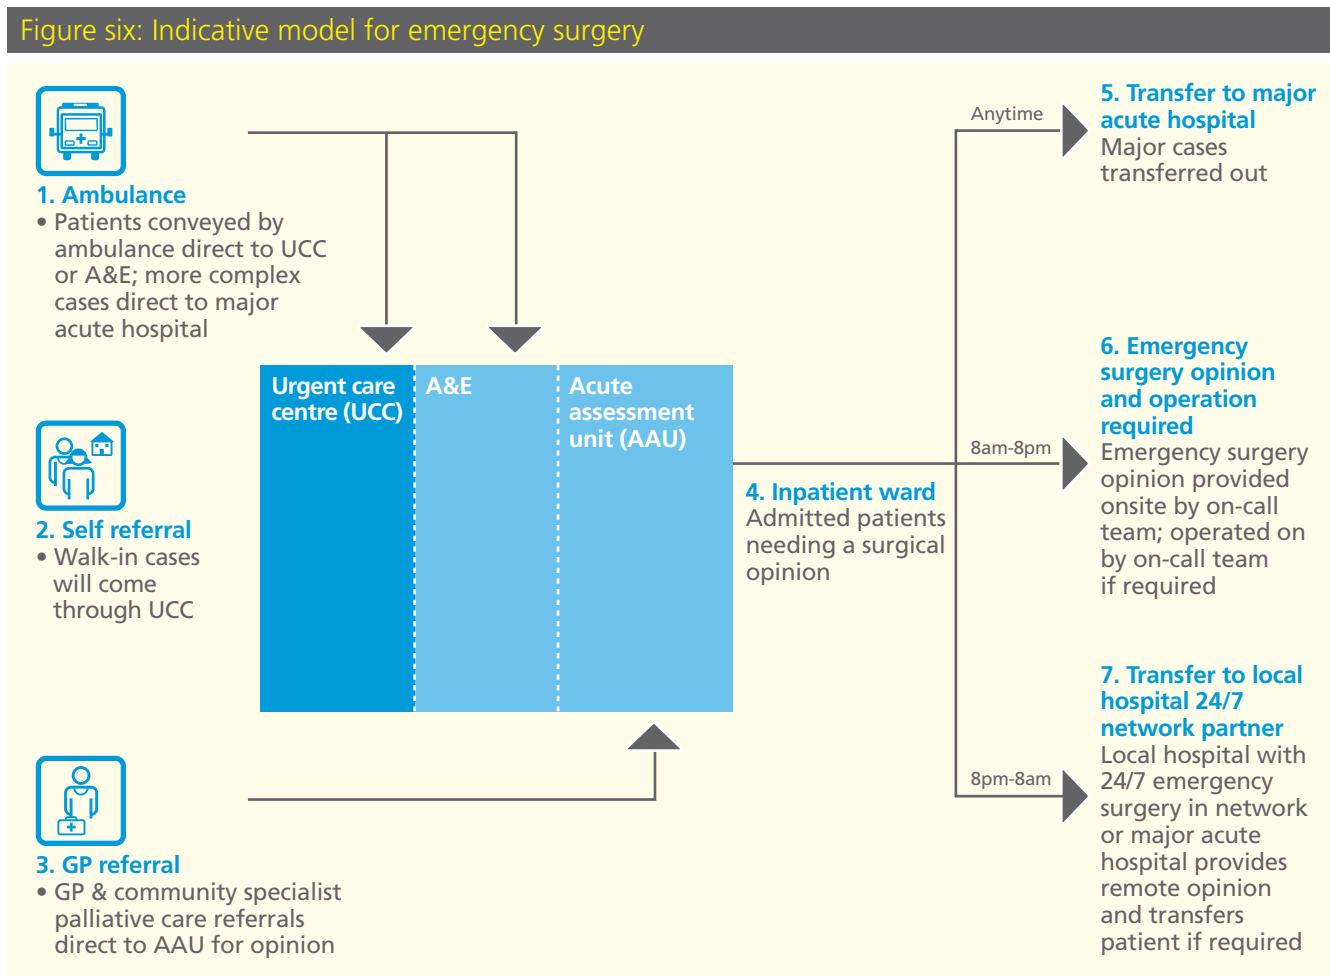 Figure six: Indicative model for emergency surgery
1. Ambulance
• Patients conveyed by
ambulance direct to UCC
or A&E; more complex
cases direct to major
acute hospital
2. Self referral
• Walk-in cases
will come
through UCC
3. GP referral
• GP & community specialist
palliative care referrals
direct to AAU for opinion
Urgent care
centre (UCC)
A&E
Acute
assessment
unit (AAU)
4. Inpatient ward
Admitted patients
needing a surgical
opinion
Anytime
5. Transfer to major
acute hospital
Major cases
transferred out
8am-8pm
6. Emergency
surgery opinion
and operation
required
Emergency surgery
opinion provided
onsite by on-call
team; operated on
by on-call team
if required
8pm-8am
7. Transfer to local
hospital 24/7
network partner
Local hospital with
24/7 emergency
surgery in network
or major acute
hospital provides
remote opinion
and transfers
patient if required